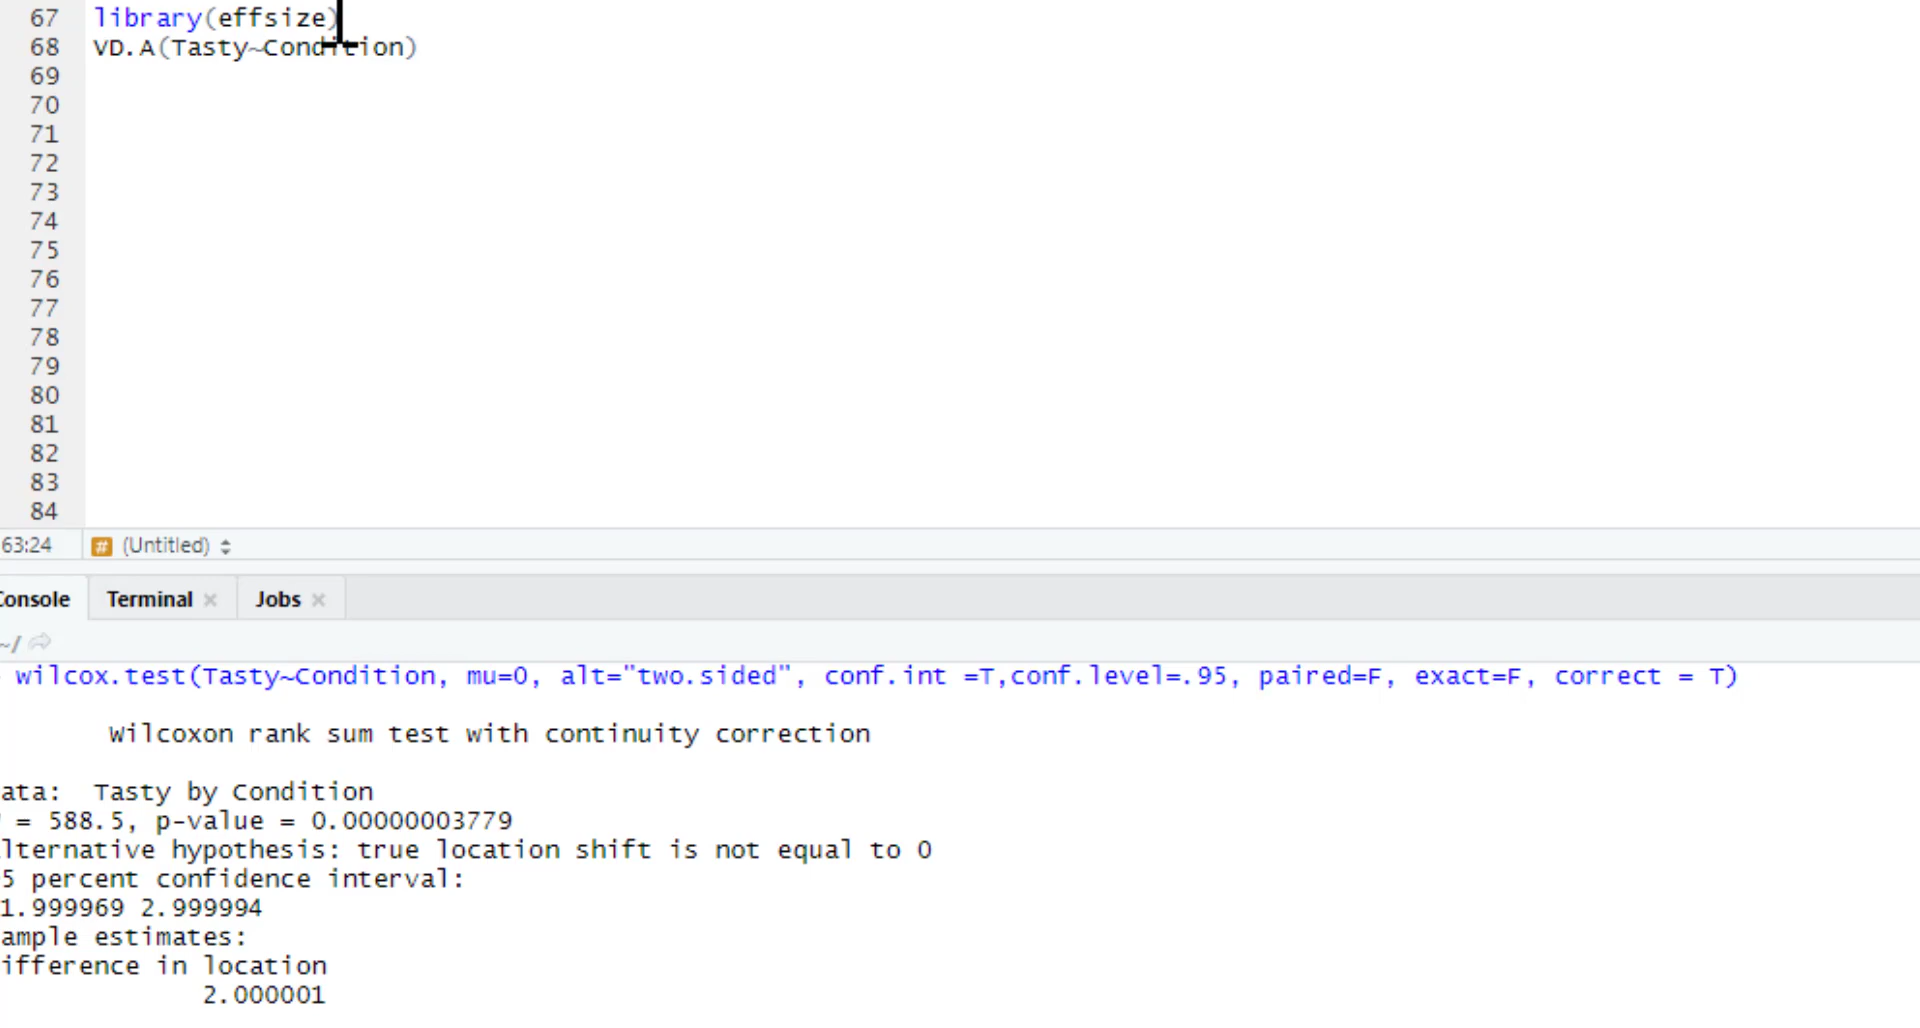 67 library(effsize)
68 VD.A(Tasty~Condition)
69
70
71
72
73
74
75
76
77
78
79
80
81
82
83
84
63:24 # (Untitled)
Console Terminal Jobs
~/
wilcox.test(Tasty~Condition, mu=0, alt="two.sided", conf.int =T,conf.level=.95, paired=F, exact=F, correct = T)
Wilcoxon rank sum test with continuity correction
ata: Tasty by Condition
= 588.5, p-value = 0.00000003779
lternative hypothesis: true location shift is not equal to 0
5 percent confidence interval:
1.999969 2.999994
ample estimates:
ifference in location
2.000001